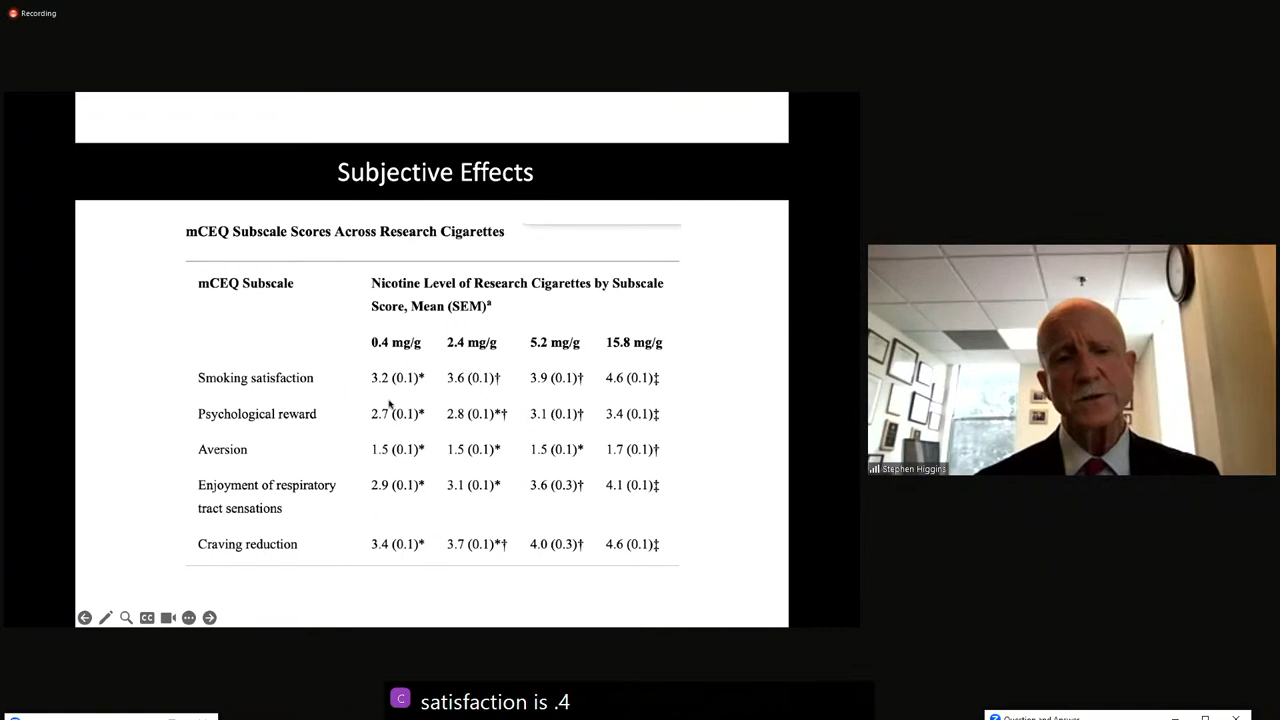 Recording
Subjective Effects
mCEQ Subscale Scores Across Research Cigarettes
mCEQ Subscale
Nicotine Level of Research Cigarettes by Subscale
Score, Mean (SEM)ª
0.4 mg/g 2.4 mg/g 5.2 mg/g 15.8 mg/g
Smoking satisfaction 3.2 (0.1)* 3.6 (0.1)† 3.9 (0.1)† 4.6 (0.1)‡
Psychological reward 2.7 (0.1)* 2.8 (0.1)*† 3.1 (0.1)† 3.4 (0.1)‡
Aversion 1.5 (0.1)* 1.5 (0.1)* 1.5 (0.1)* 1.7 (0.1)†
Enjoyment of respiratory 2.9 (0.1)* 3.1 (0.1)* 3.6 (0.3)† 4.1 (0.1)‡
tract sensations
Craving reduction 3.4 (0.1)* 3.7 (0.1)*† 4.0 (0.3)† 4.6 (0.1)‡
CC
Stephen Higgins
C satisfaction is .4
Question and Answer